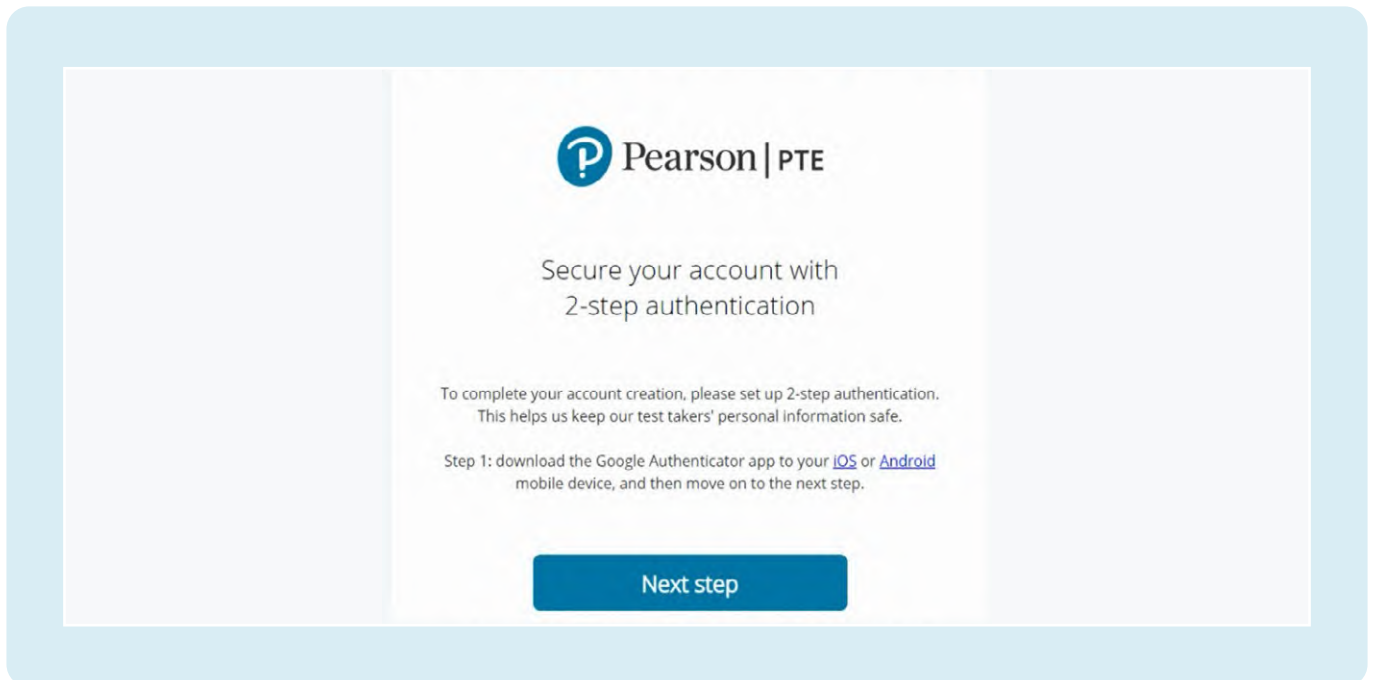 Pearson | PTE
Secure your account with
2-step authentication
To complete your account creation, please set up 2-step authentication.
This helps us keep our test takers' personal information safe.
Step 1: download the Google Authenticator app to your iOS or Android
mobile device, and then move on to the next step.
Next step